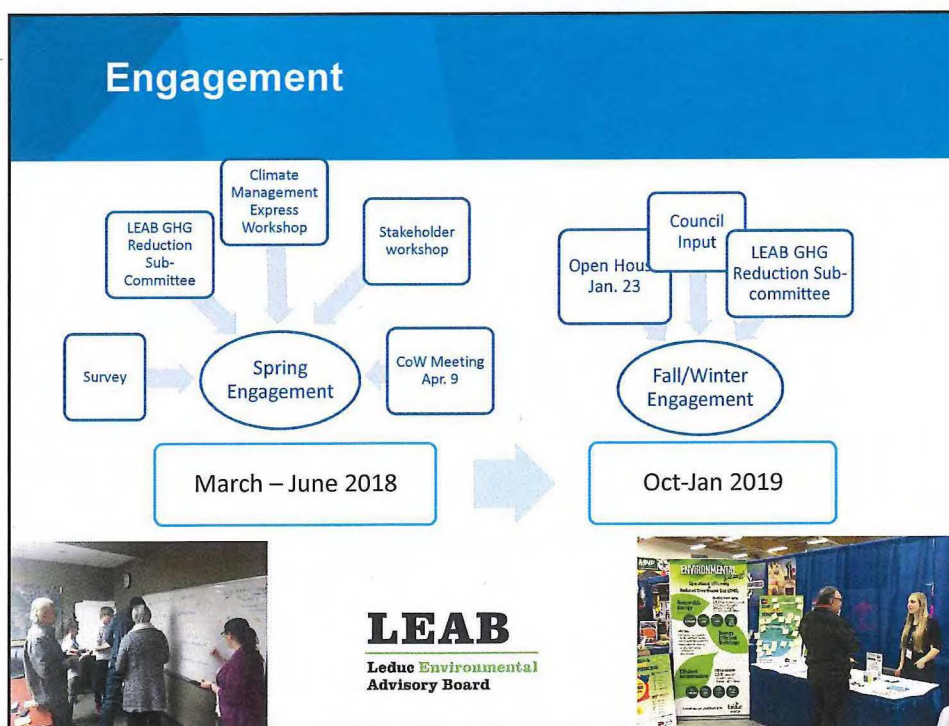 Engagement
Climate
Management
Express
Workshop
LEAB GHG
Reduction
Sub-
Committee
Stakeholder
workshop
Survey
Spring
Engagement
CoW Meeting
Apr. 9
March – June 2018
Council
Input
Open Hous
Jan. 23
LEAB GHG
Reduction Sub-
committee
Fall/Winter
Engagement
Oct-Jan 2019
LEAB
Leduc Environmental
Advisory Board
MNP
ENVIRONMENTAL